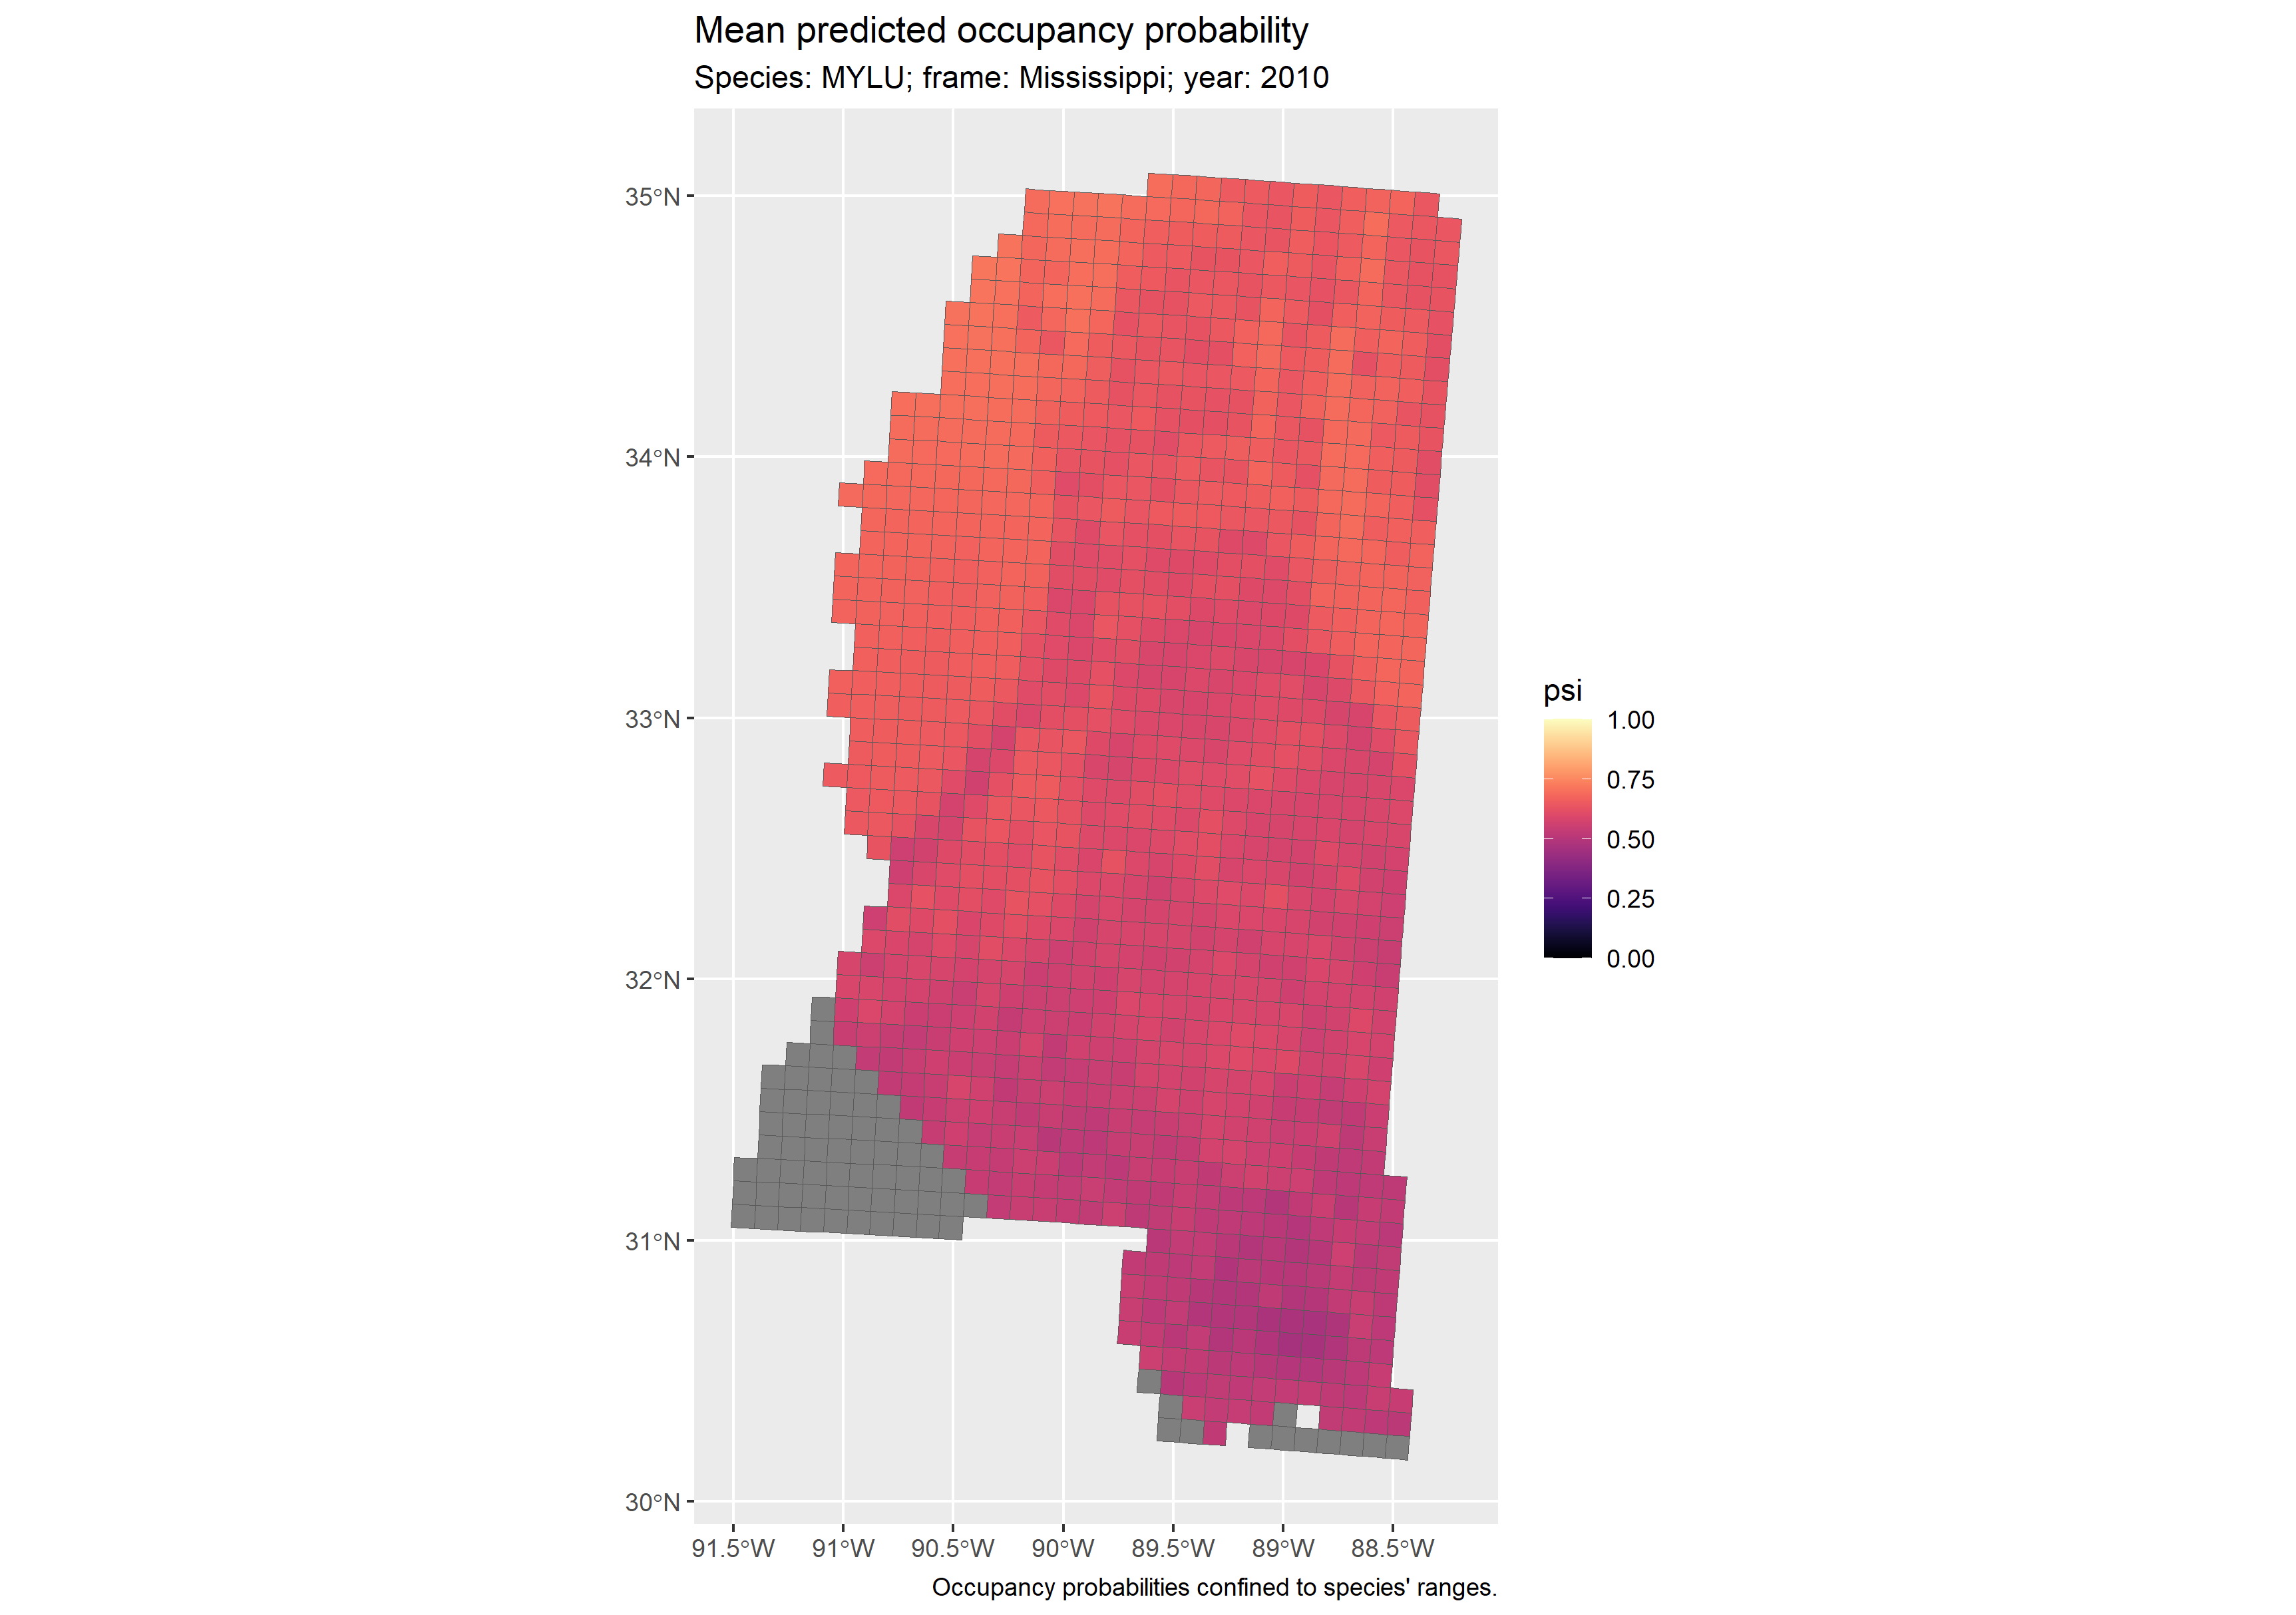 Mean predicted occupancy probability
Species: MYLU; frame: Mississippi; year: 2010
35°N
34°N
33°N
32°N
31°N
30°N
91.5°W 91°W 90.5°W 90°W 89.5°W 89°W 88.5°W
psi
1.00
0.75
0.50
0.25
0.00
Occupancy probabilities confined to species' ranges.